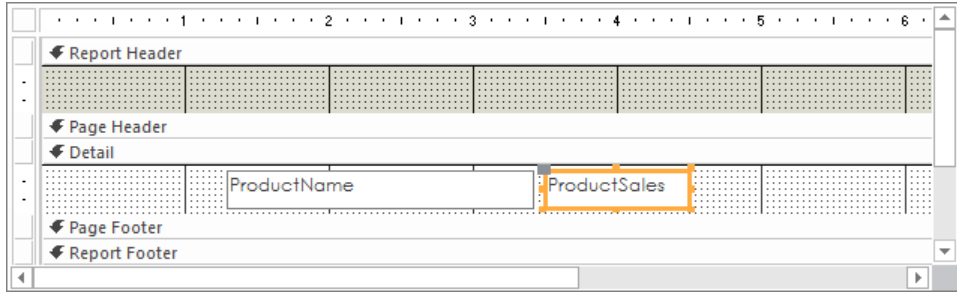 1 2 3 4 5 6
Report Header
Page Header
Detail
ProductName ProductSales
Page Footer
Report Footer